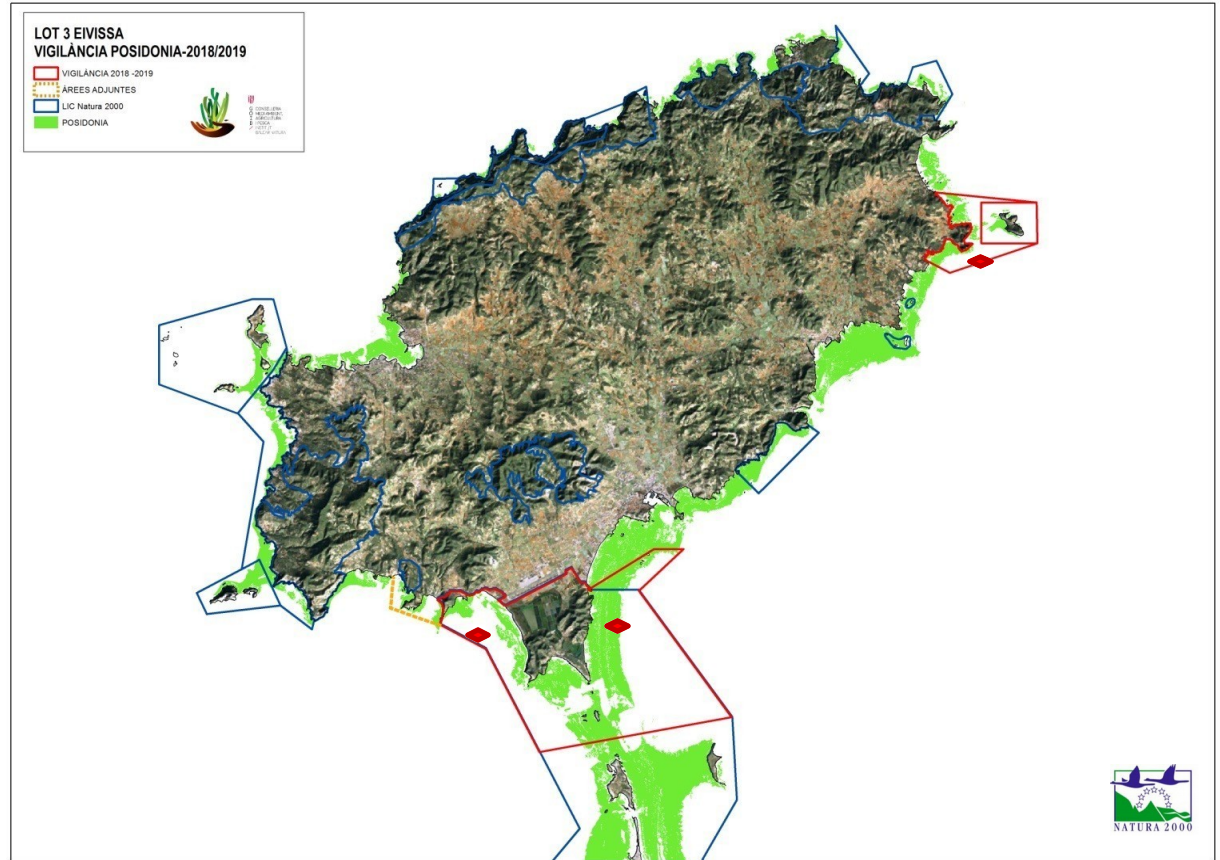 LOT 3 EIVISSA
VIGILÀNCIA POSIDONIA-2018/2019
VIGILÀNCIA 2018 -2019
ÀREES ADJUNTES
LIC Natura 2000
POSIDONIA
NATURA 2000